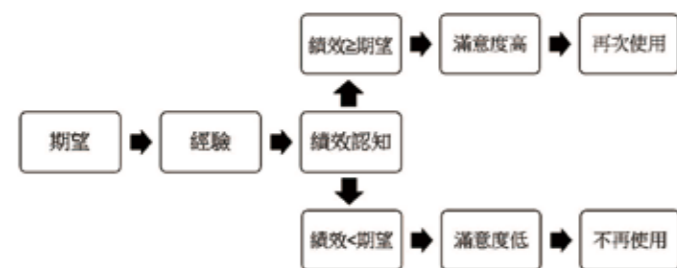 績效≥期望
滿意度高
再次使用
期望
經驗
績效認知
績效<期望
滿意度低
不再使用